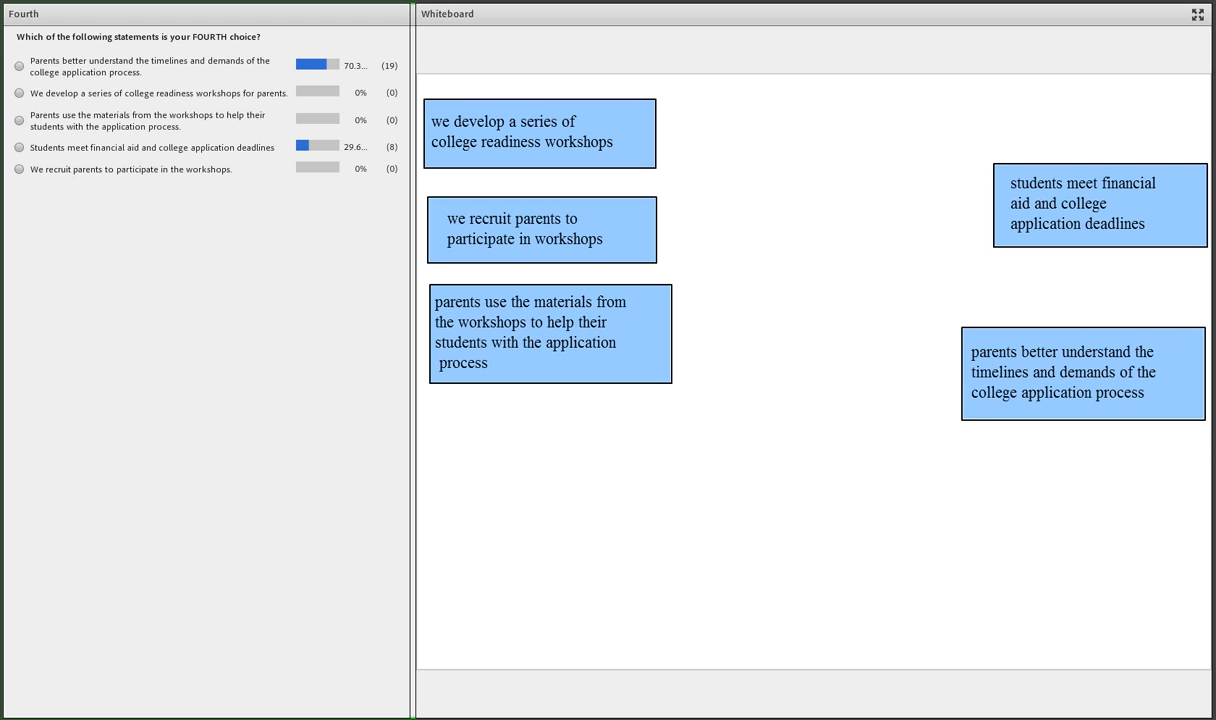 Fourth
Which of the following statements is your FOURTH choice?
Parents better understand the timelines and demands of the
college application process.
70.3... (19)
We develop a series of college readiness workshops for parents.
0% (0)
Parents use the materials from the workshops to help their
students with the application process.
0% (0)
Students meet financial aid and college application deadlines
29.6... (8)
We recruit parents to participate in the workshops.
0% (0)
Whiteboard
we develop a series of
college readiness workshops
we recruit parents to
participate in workshops
parents use the materials from
the workshops to help their
students with the application
process
students meet financial
aid and college
application deadlines
parents better understand the
timelines and demands of the
college application process